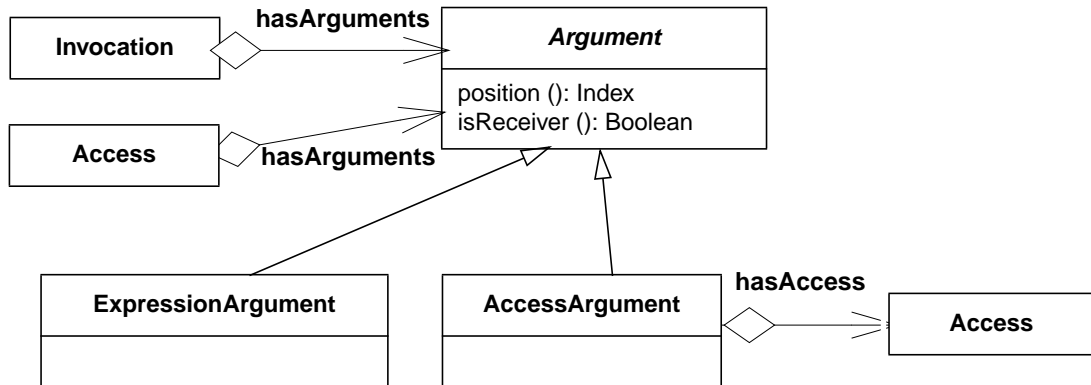 hasArguments
Invocation
Argument
position (): Index
isReceiver (): Boolean
Access
hasArguments
ExpressionArgument
AccessArgument
hasAccess
Access